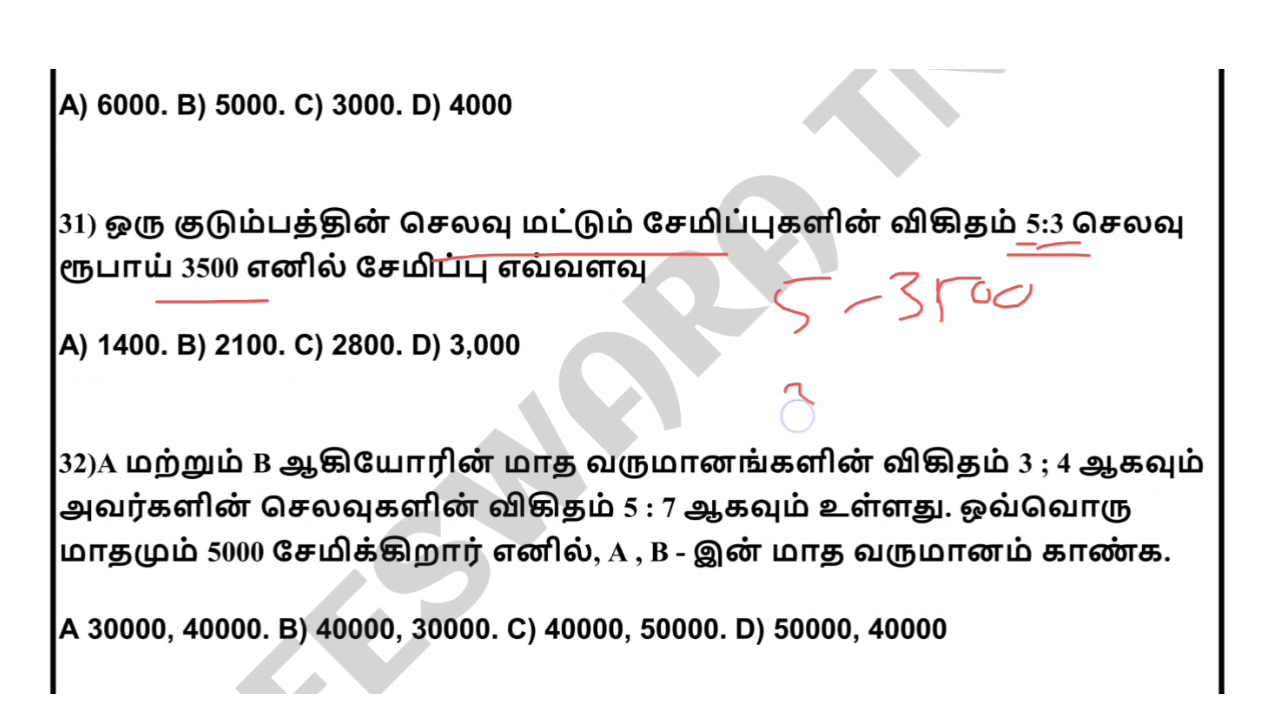 A) 6000. B) 5000. C) 3000. D) 4000
31) ஒரு குடும்பத்தின் செலவு மட்டும் சேமிப்புகளின் விகிதம் 5:3 செலவு
ரூபாய் 3500 எனில் சேமிப்பு எவ்வளவு
5 - 3500
A) 1400. B) 2100. C) 2800. D) 3,000
32)A மற்றும் B ஆகியோரின் மாத வருமானங்களின் விகிதம் 3 ; 4 ஆகவும்
அவர்களின் செலவுகளின் விகிதம் 5 : 7 ஆகவும் உள்ளது. ஒவ்வொரு
மாதமும் 5000 சேமிக்கிறார் எனில், A , B - இன் மாத வருமானம் காண்க.
A 30000, 40000. B) 40000, 30000. C) 40000, 50000. D) 50000, 40000